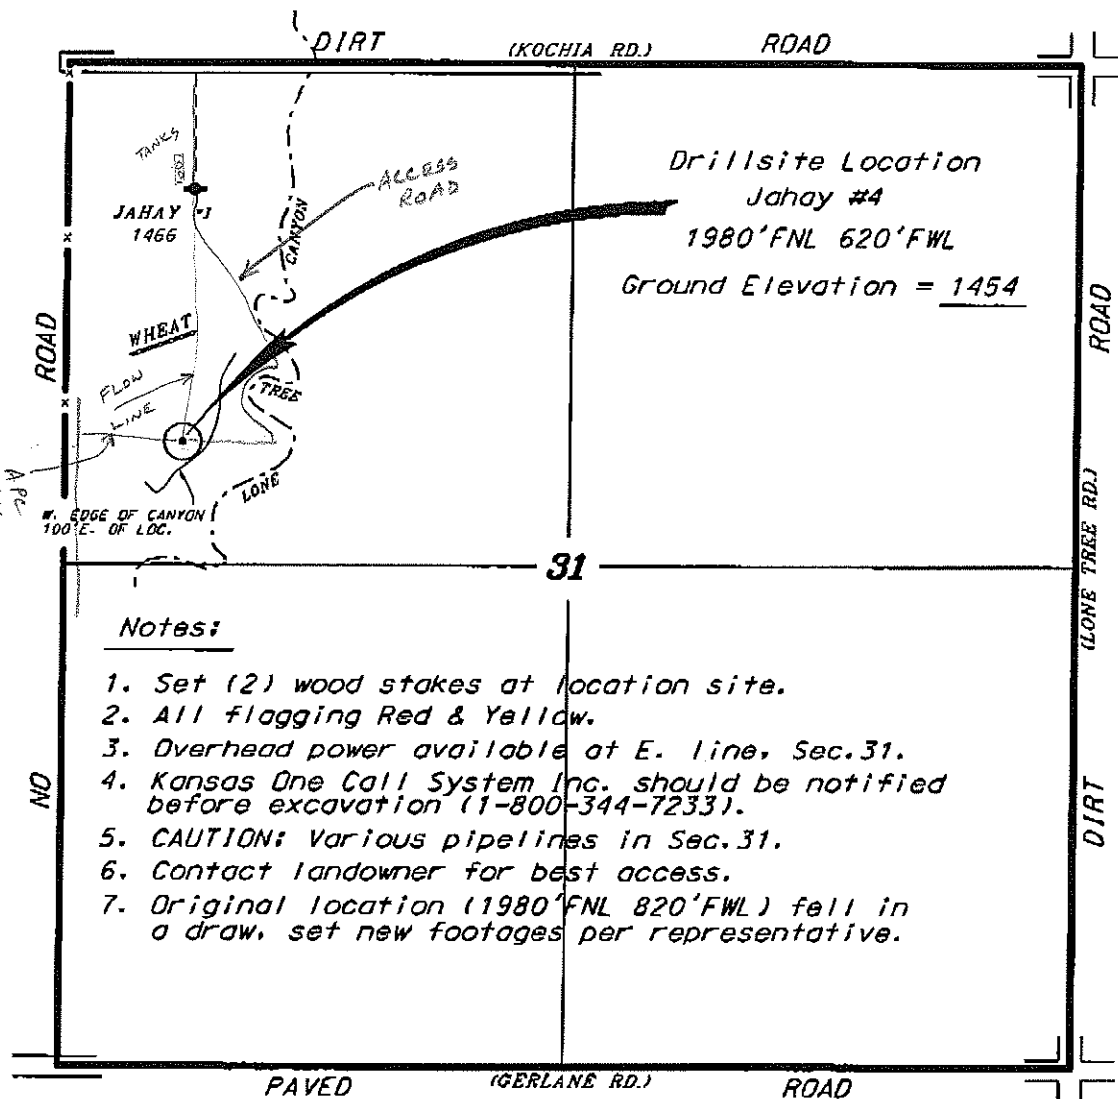 DIRT (KOCHIA RD.) ROAD
TANKS
ACCESS
ROAD
JAHAY
1466
CANYON
Drillsite Location
Jahay #4
1980'FNL 620'FWL
Ground Elevation = 1454
ROAD
ROAD
WHEAT
FLOW
LINE
TREE
LONE
W. EDGE OF CANYON
100'E. OF LOC.
31
(LONE TREE RD.)
Notes:
1. Set (2) wood stakes at location site.
2. All flagging Red & Yellow.
3. Overhead power available at E. line, Sec.31.
4. Kansas One Call System Inc. should be notified
before excavation (1-800-344-7233).
5. CAUTION: Various pipelines in Sec.31.
6. Contact landowner for best access.
7. Original location (1980'FNL 820'FWL) fell in
a draw, set new footages per representative.
NO
DIRT
PAVED (GERLANE RD.) ROAD